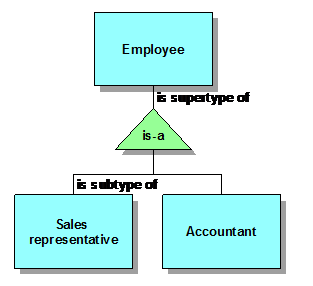 Employee
is supertype of
is-a
is subtype of
Sales
representative
Accountant